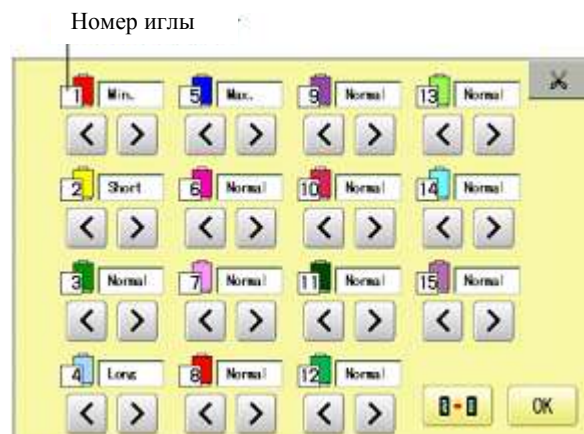 Номер иглы
1 Min. 5 Max. 9 Normal 13 Normal
2 Short 6 Normal 10 Normal 14 Normal
3 Normal 7 Normal 11 Normal 15 Normal
4 Long 8 Normal 12 Normal
OK